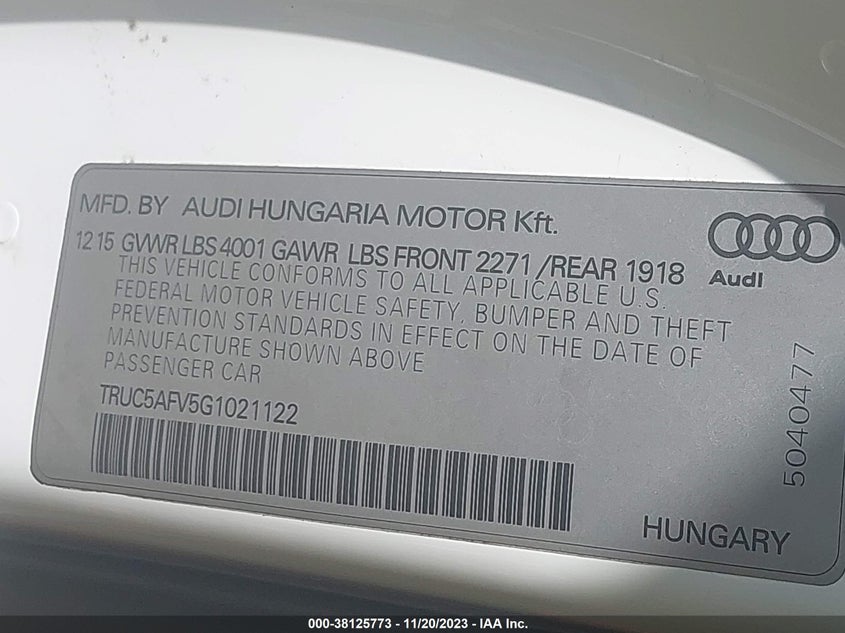 MFD. BY AUDI HUNGARIA MOTOR Kft.
12 15 GVWR LBS 4001 GAWR LBS FRONT 2271 /REAR 1918
Audi
THIS VEHICLE CONFORMS TO ALL APPLICABLE U.S.
FEDERAL MOTOR VEHICLE SAFETY, BUMPER AND THEFT
PREVENTION STANDARDS IN EFFECT ON THE DATE OF
MANUFACTURE SHOWN ABOVE
PASSENGER CAR
TRUC5AFV5G1021122
5040477
HUNGARY
000-38125773 - 11/20/2023 - IAA Inc.